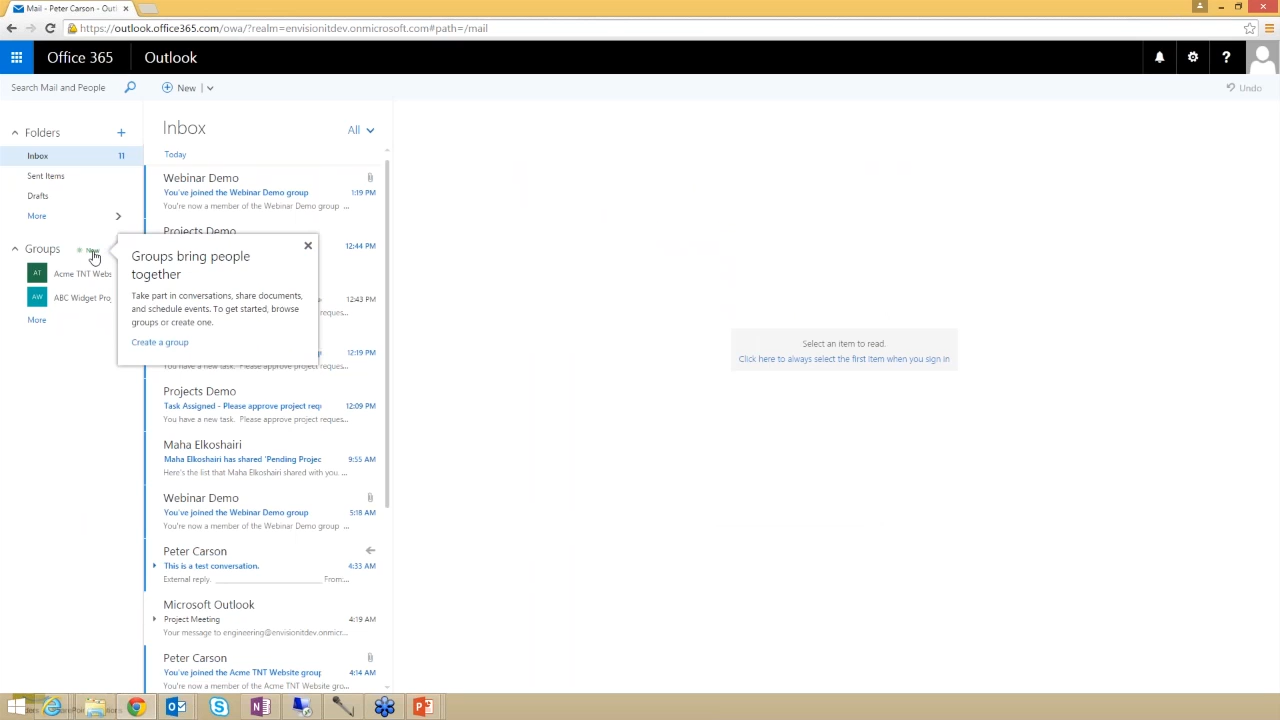 Mail - Peter Carson - Outl
https://outlook.office365.com/owa/?realm=envisionitdev.onmicrosoft.com#path=/mail
Office 365
Outlook
?
Search Mail and People
New
Undo
Folders
Inbox 11
Sent Items
Drafts
More
Groups
New
AT Acme TNT Webs
AW ABC Widget Pro
More
Groups bring people
together
Take part in conversations, share documents,
and schedule events. To get started, browse
groups or create one.
Create a group
Inbox
All
Today
Webinar Demo
You've joined the Webinar Demo group 1:19 PM
You're now a member of the Webinar Demo group ...
Projects Demo
12:44 PM
12:43 PM
reques...
12:19 PM
You have a new task. Please approve project reques...
Projects Demo
Task Assigned - Please approve project requ 12:09 PM
You have a new task. Please approve project reques...
Maha Elkoshairi
Maha Elkoshairi has shared 'Pending Projec 9:55 AM
Here's the list that Maha Elkoshairi shared with you. ...
Webinar Demo
You've joined the Webinar Demo group 5:18 AM
You're now a member of the Webinar Demo group ...
Peter Carson
This is a test conversation. 4:33 AM
External reply. ________________________ From:...
Microsoft Outlook
Project Meeting 4:19 AM
Your message to engineering@envisionitdev.onmicr...
Peter Carson
You've joined the Acme TNT Website group 4:14 AM
You're now a member of the Acme TNT Website gro...
Select an item to read.
Click here to always select the first item when you sign in